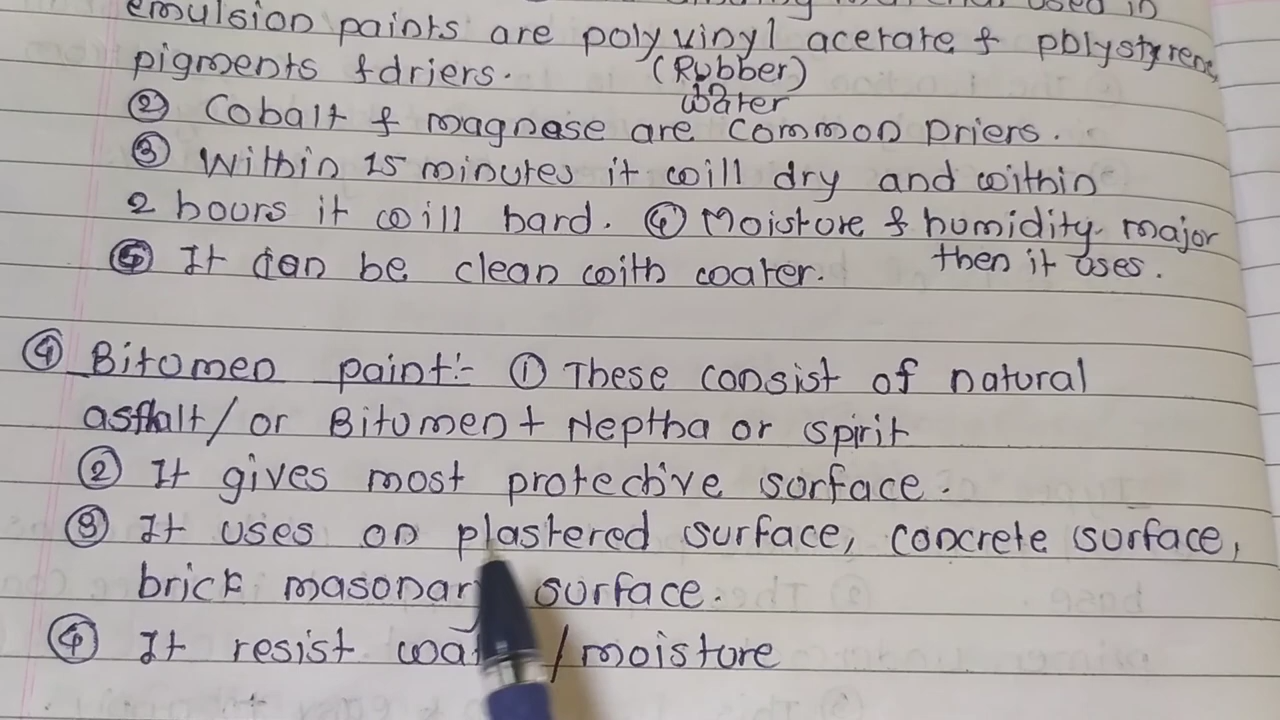 used in
emulsion paints are polyvinyl acetate & polystyrene,
pigments & driers. (Rubber)
water
② Cobalt & magnase are common Driers.
③ Within 15 minutes it will dry and within
2 hours it will hard. ④ Moisture & humidity major
then it uses.
⑤ It can be clean with water.
④ Bitumen paint:- ① These consist of natural
asfhalt/or Bitumen + Neptha or spirit
② It gives most protective surface.
③ It uses on plastered surface, concrete surface,
brick masonary surface.
④ It resist /moisture